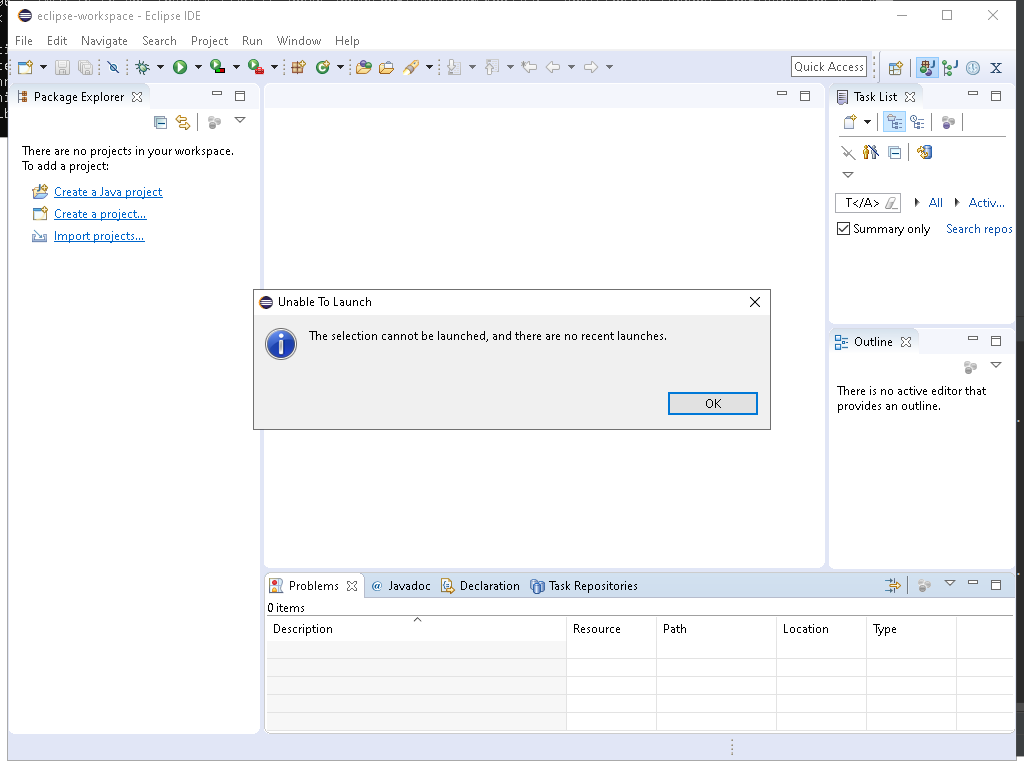 eclipse-workspace - Eclipse IDE
File Edit Navigate Search Project Run Window Help
Quick Access
Package Explorer
There are no projects in your workspace.
To add a project:
Create a Java project
Create a project...
Import projects...
Task List
T</A>
All
Activ...
Summary only
Search repos
Unable To Launch
The selection cannot be launched, and there are no recent launches.
OK
Outline
There is no active editor that
provides an outline.
Problems
@ Javadoc
Declaration
Task Repositories
0 items
Description Resource Path Location Type